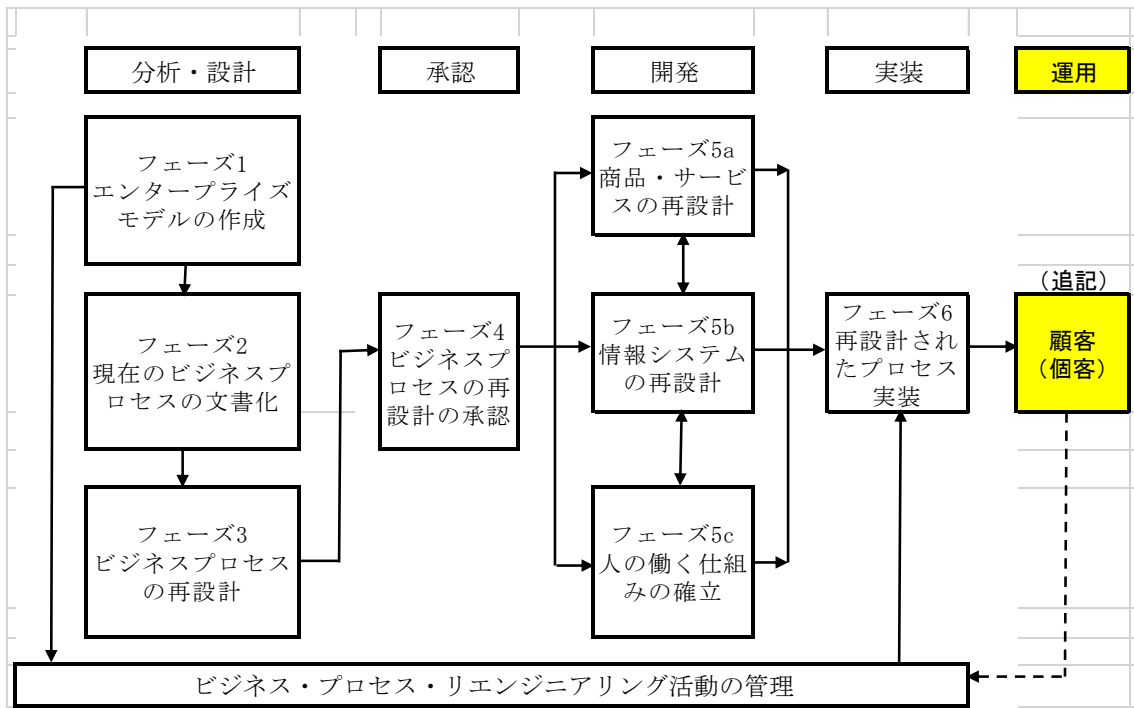 分析・設計
承認
開発
実装
運用
フェーズ1
エンタープライズ
モデルの作成
フェーズ2
現在のビジネスプ
ロセスの文書化
フェーズ3
ビジネスプロセス
の再設計
フェーズ4
ビジネスプ
ロセスの再
設計の承認
フェーズ5a
商品・サービ
スの再設計
フェーズ5b
情報システム
の再設計
フェーズ5c
人の働く仕組
みの確立
フェーズ6
再設計され
たプロセス
実装
（追記）
顧客
（個客）
ビジネス・プロセス・リエンジニアリング活動の管理